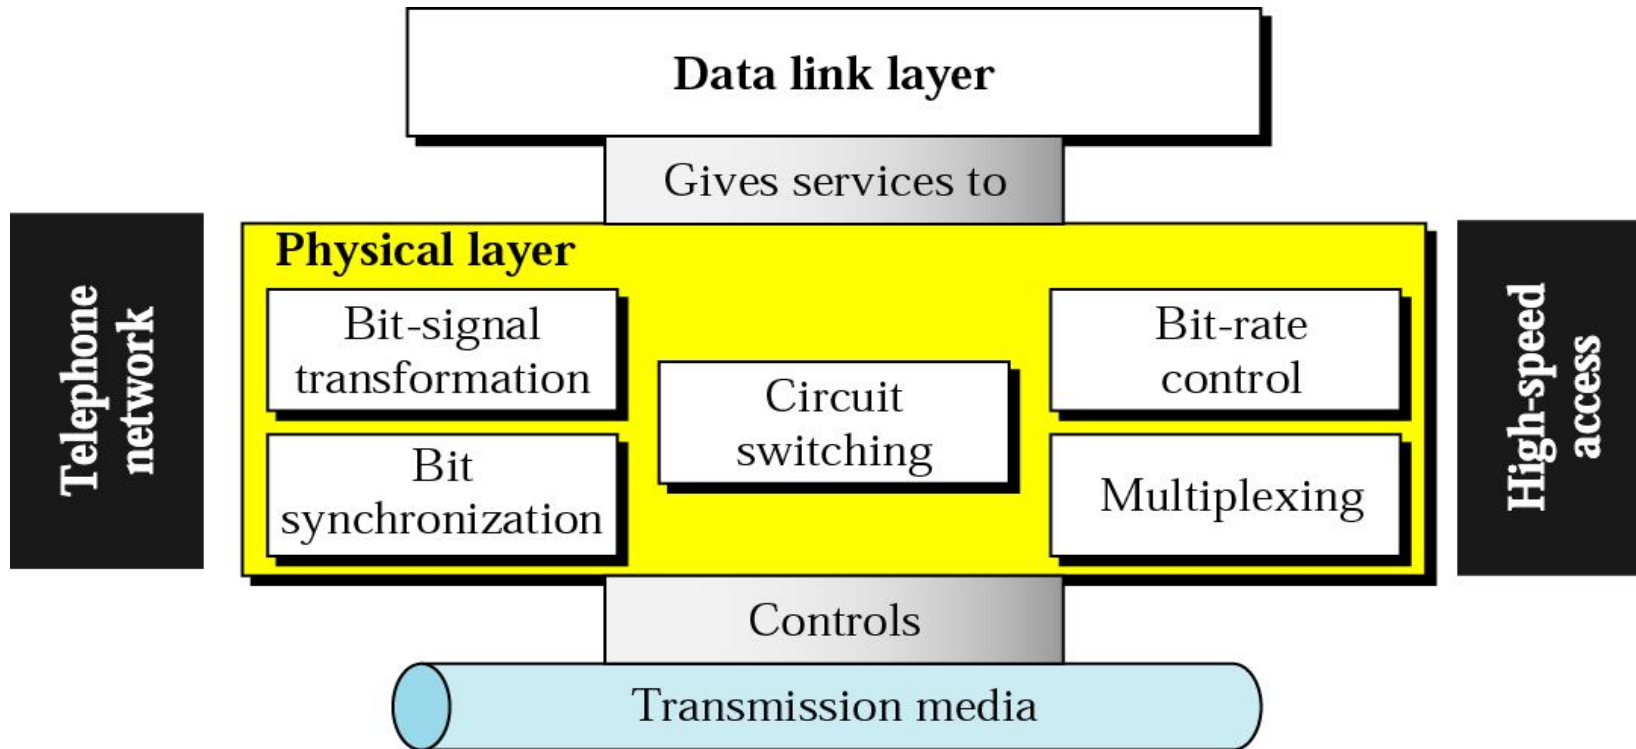 Data link layer
Gives services to
Telephone
network
Physical layer
Bit-signal
transformation
Bit
synchronization
Circuit
switching
Bit-rate
control
Multiplexing
High-speed
access
Controls
Transmission media